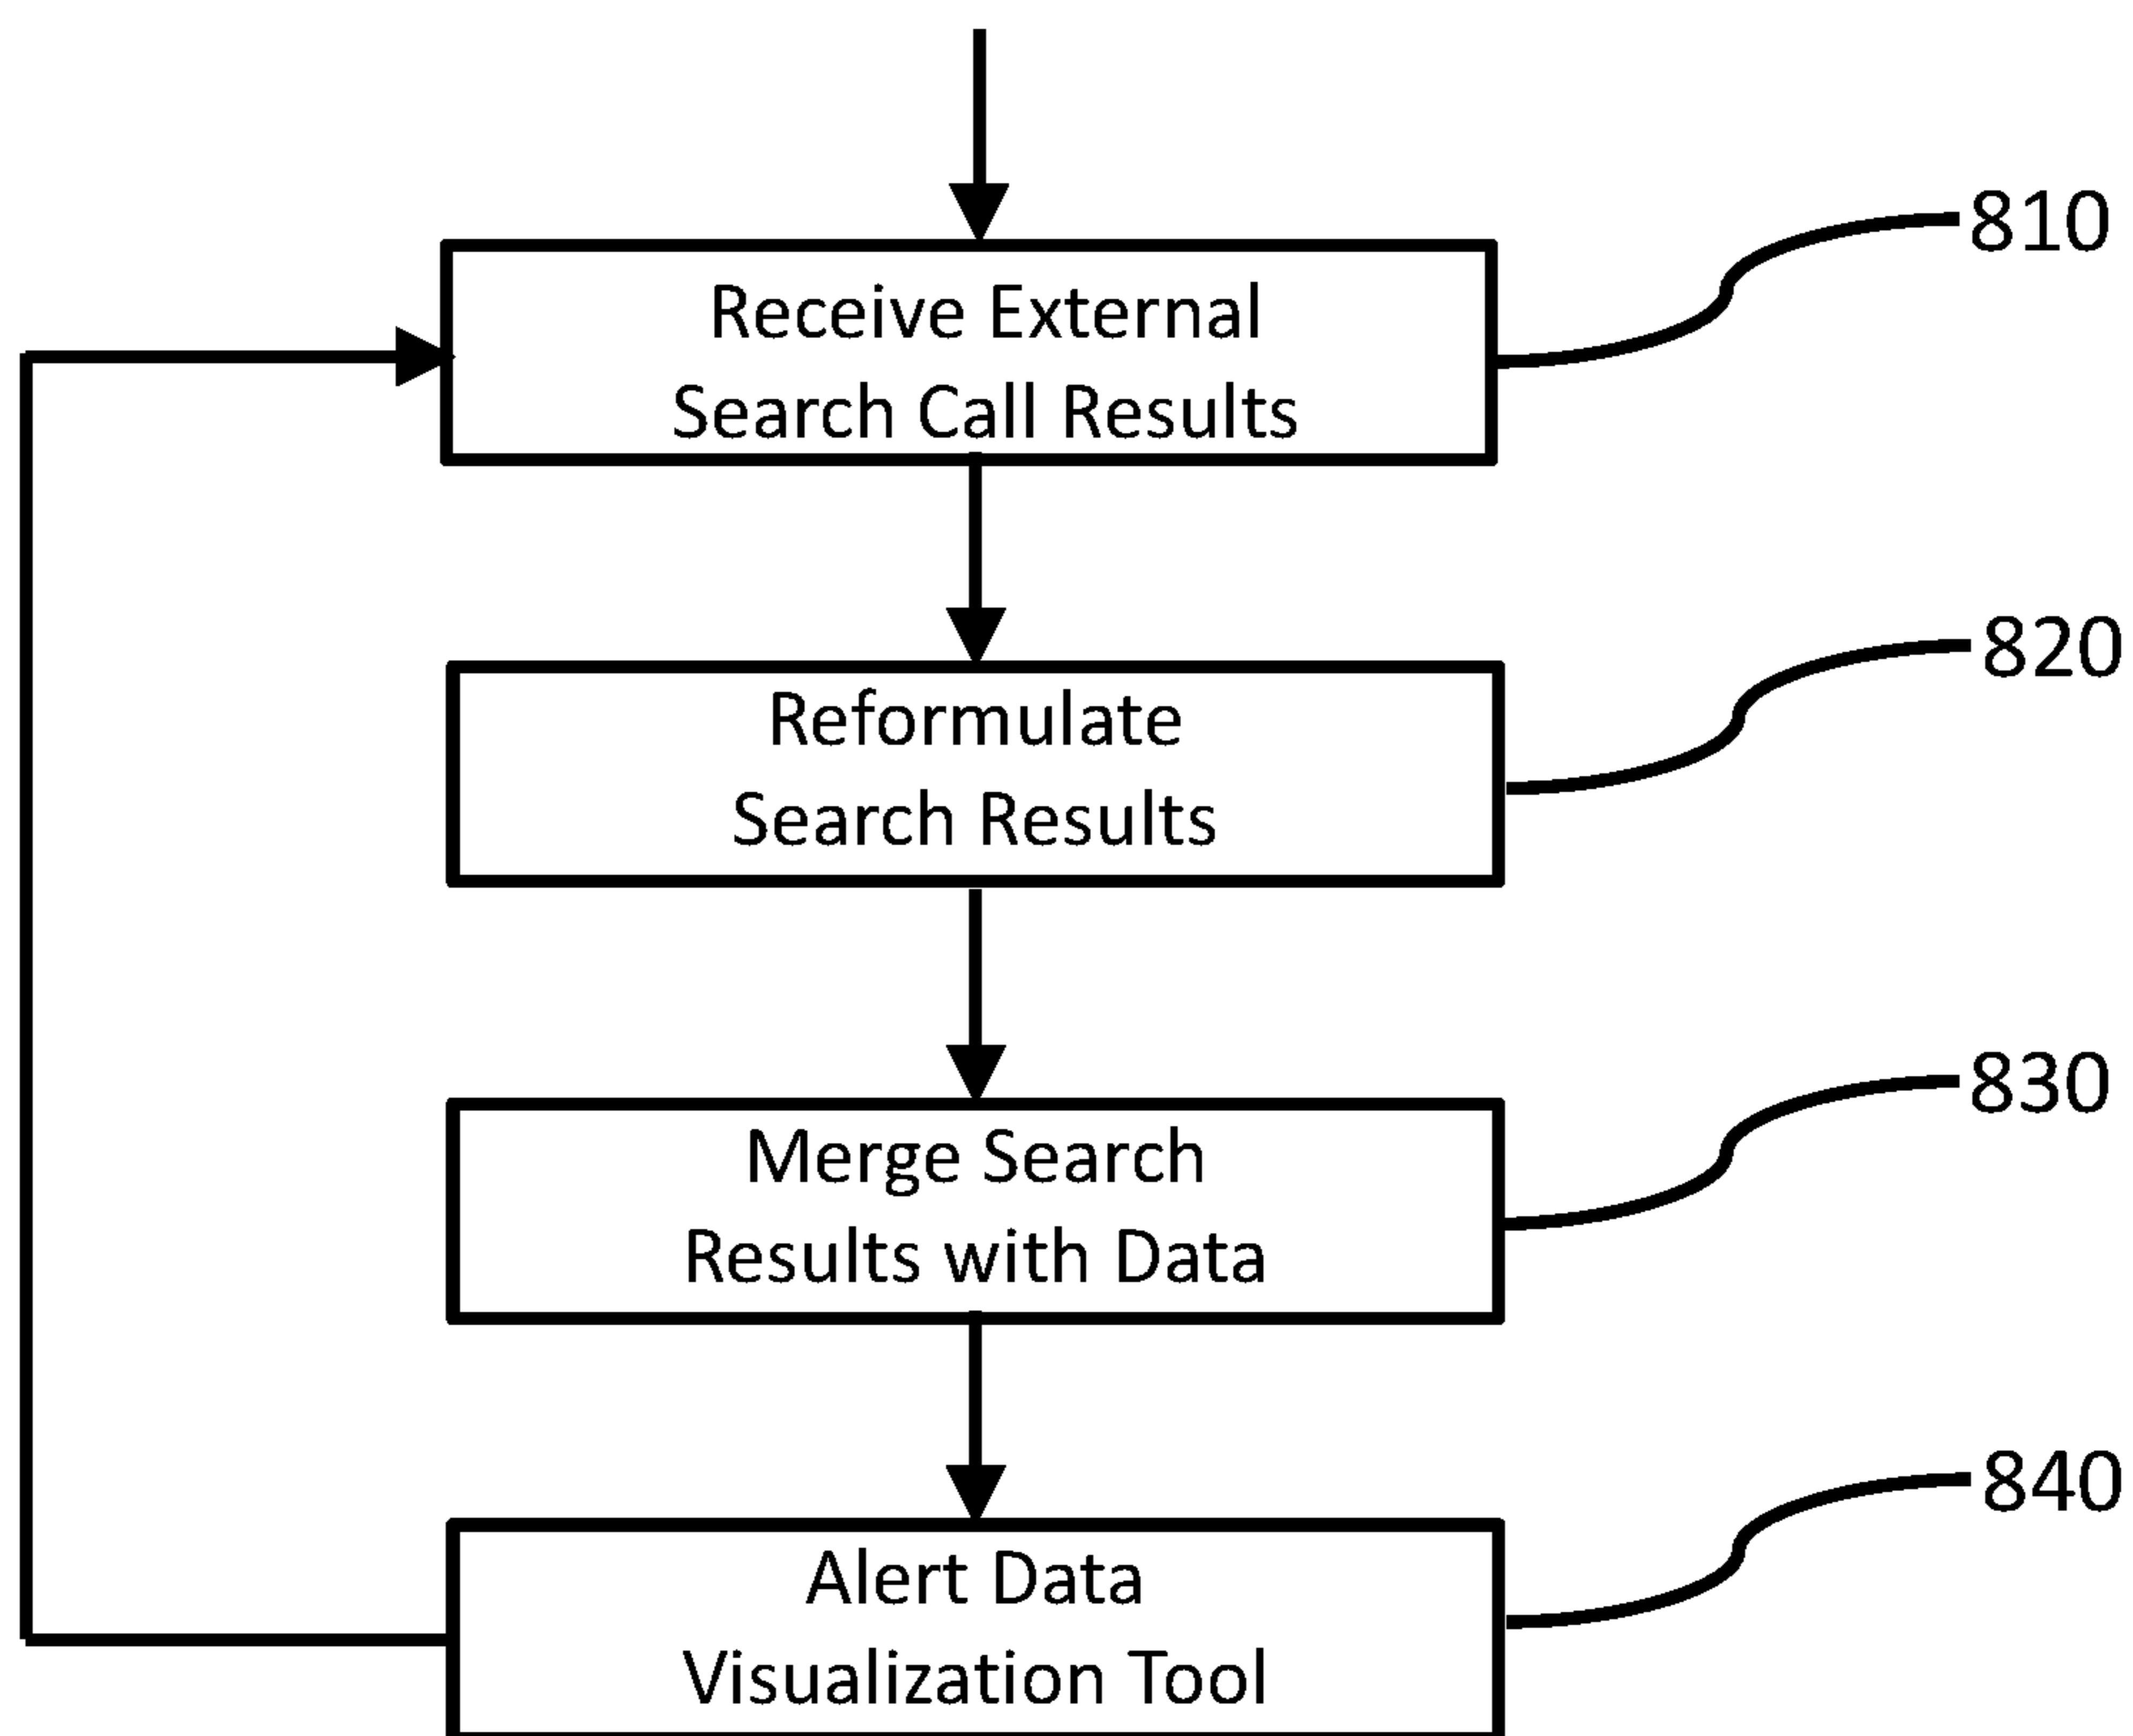 810
Receive External
Search Call Results
820
Reformulate
Search Results
830
Merge Search
Results with Data
840
Alert Data
Visualization Tool